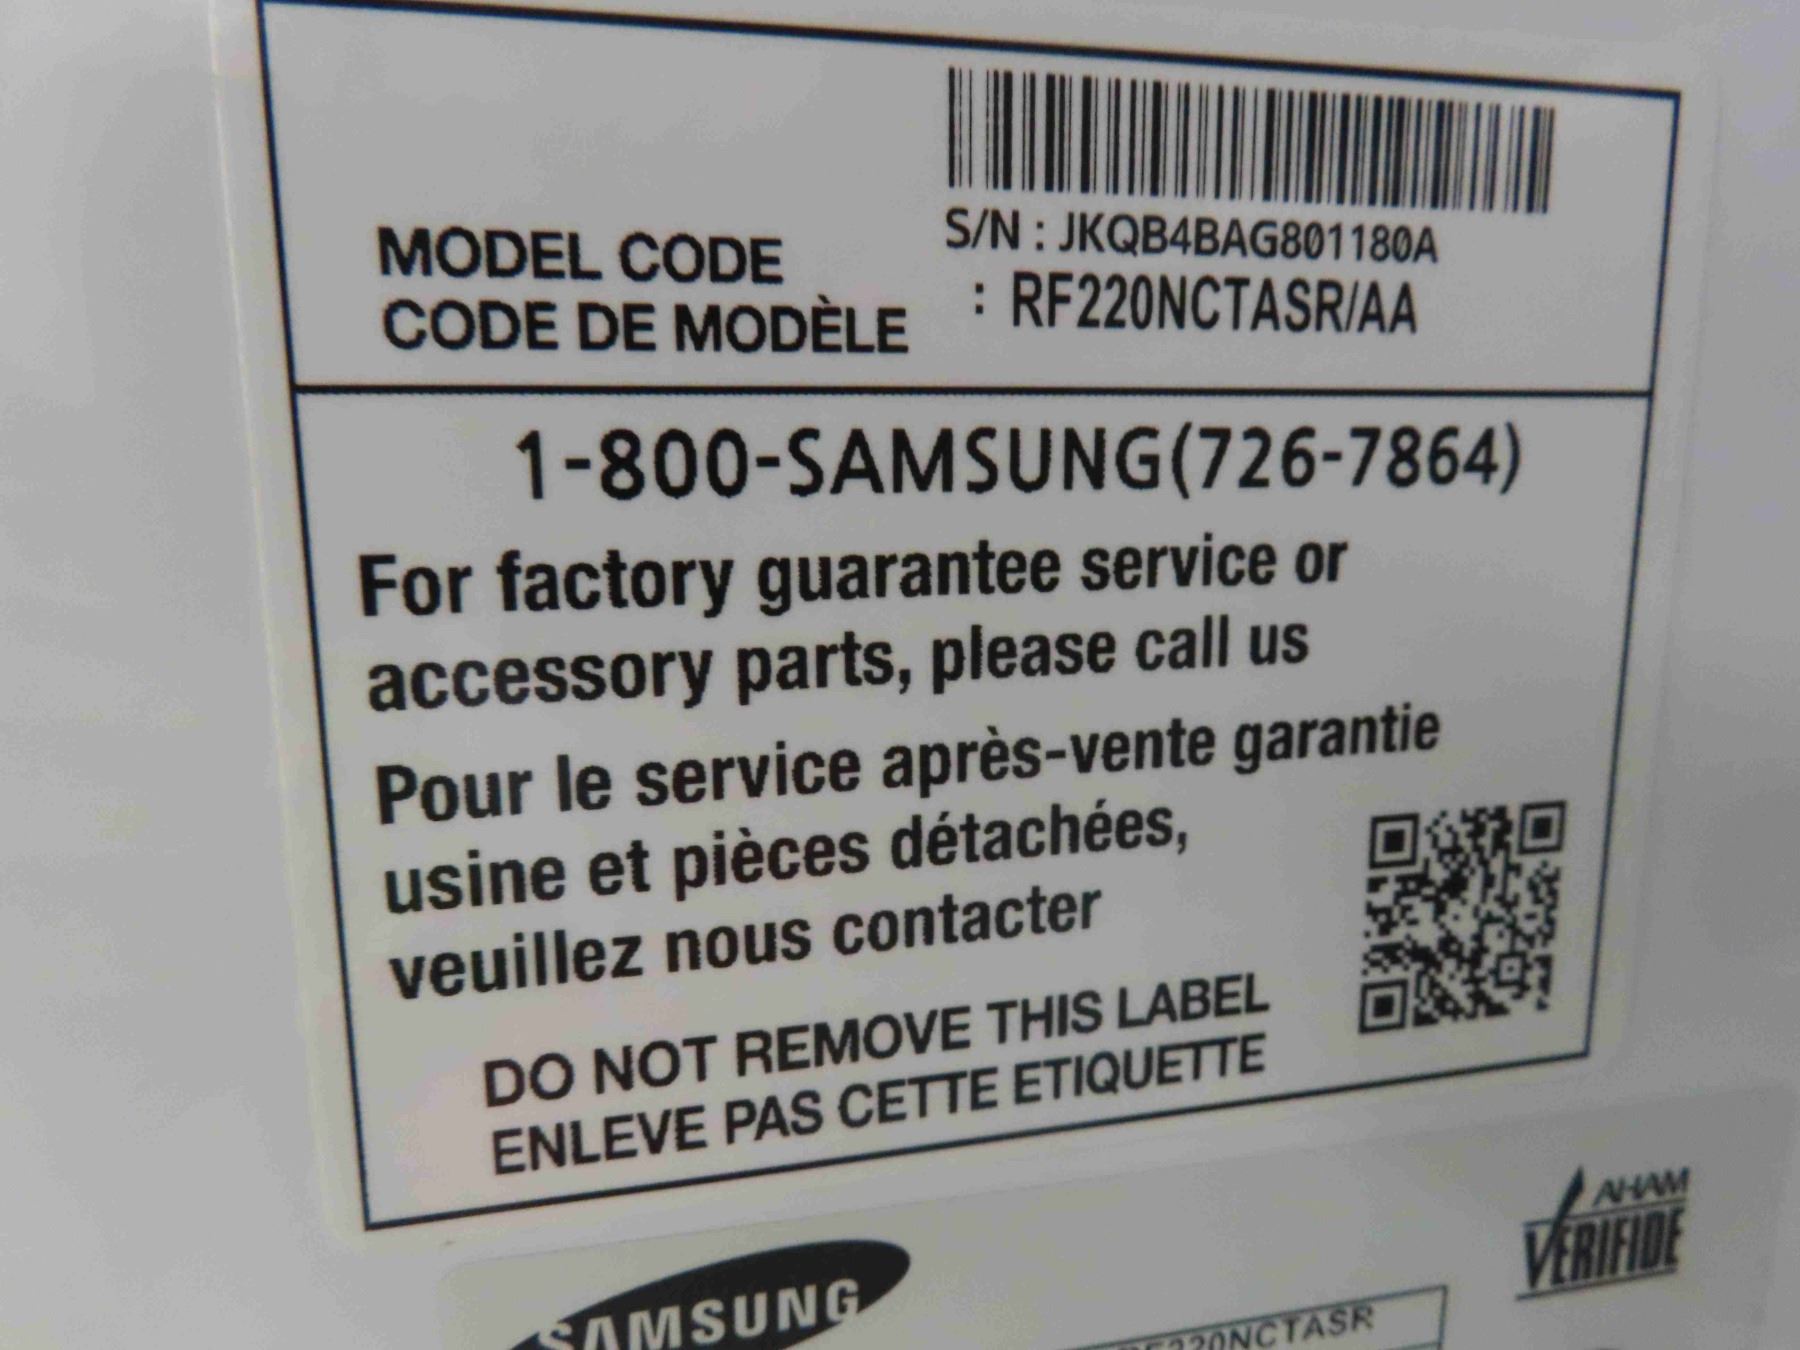 S/N : JKQB4BAG801180A
MODEL CODE
CODE DE MODÈLE : RF220NCTASR/AA
1-800-SAMSUNG(726-7864)
For factory guarantee service or
accessory parts, please call us
Pour le service après-vente garantie
usine et pièces détachées,
veuillez nous contacter
DO NOT REMOVE THIS LABEL
ENLEVE PAS CETTE ETIQUETTE
AHAM
VERIFIDE
SAMSUNG
RF220NCTASR